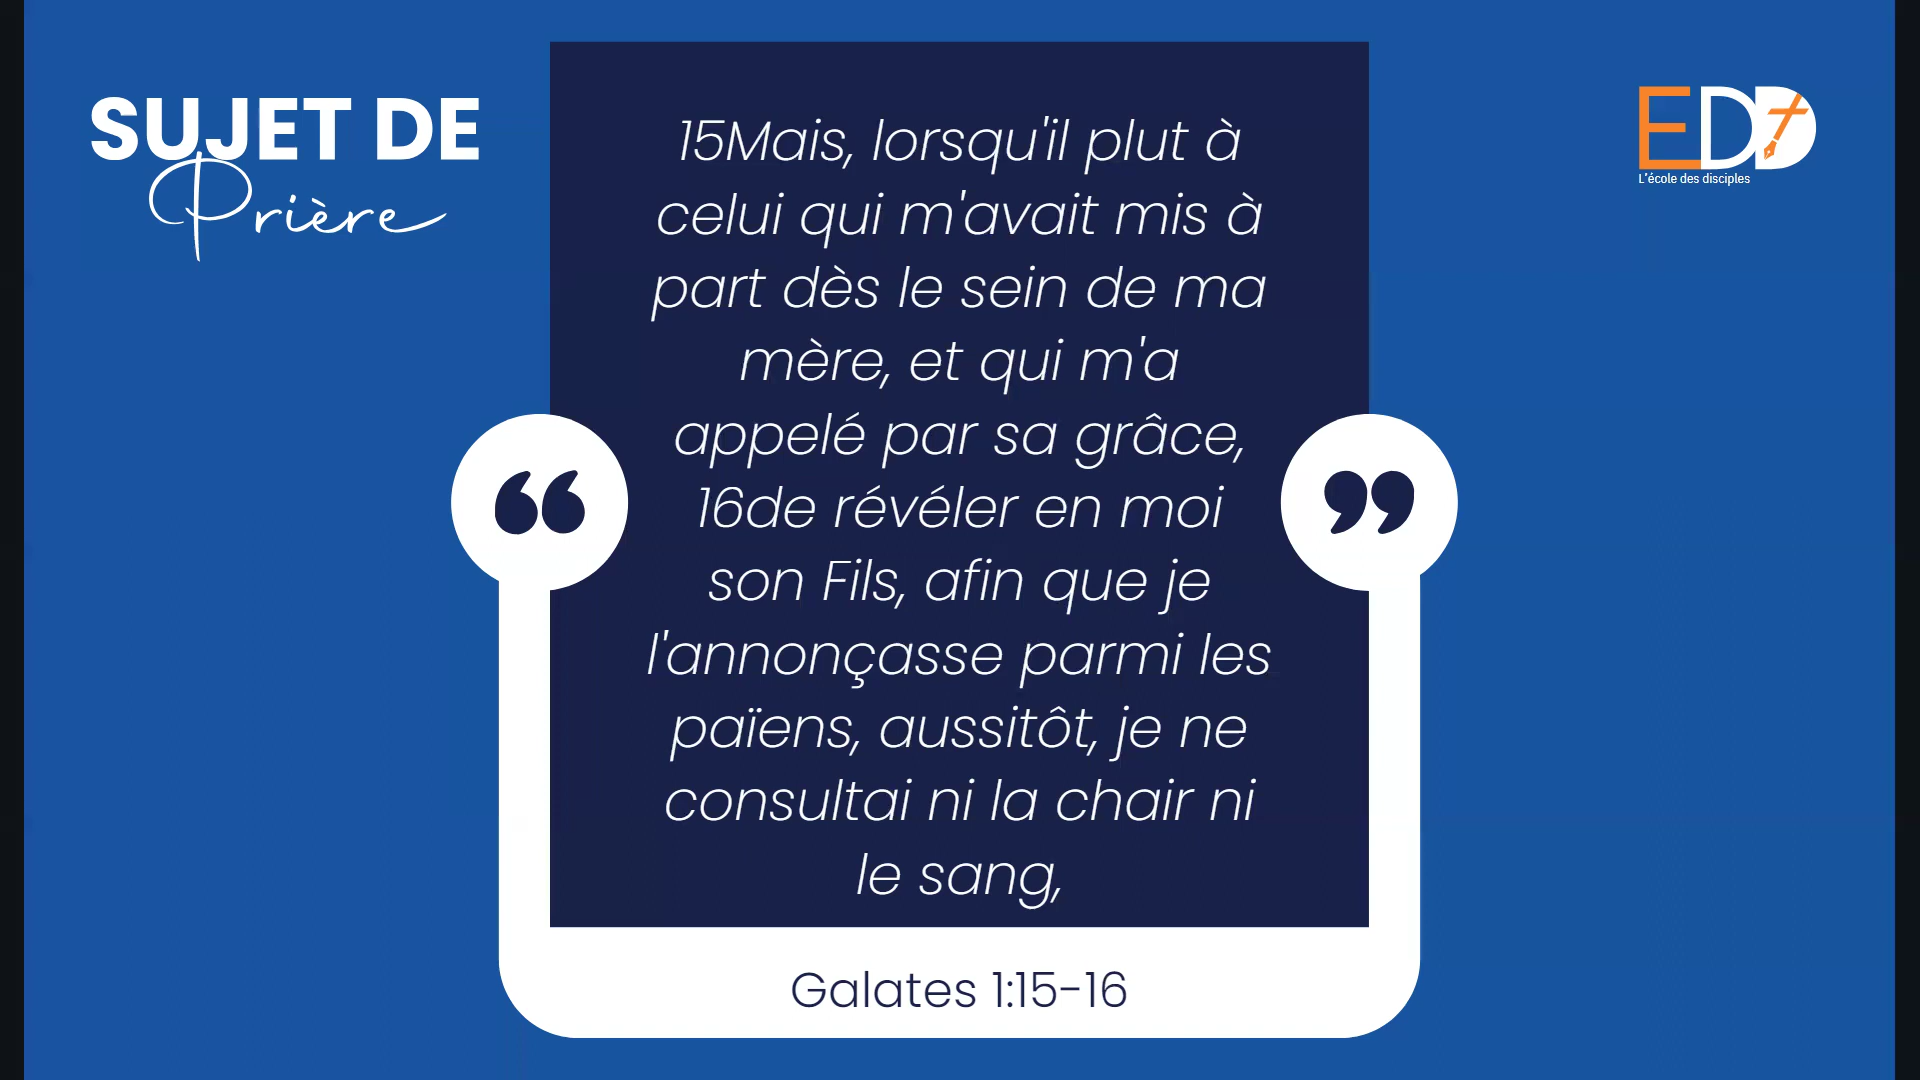 SUJET DE
Prière
EDD
L'école des disciples
15Mais, lorsqu'il plut à
celui qui m'avait mis à
part dès le sein de ma
mère, et qui m'a
appelé par sa grâce,
16de révéler en moi
son Fils, afin que je
l'annonçasse parmi les
païens, aussitôt, je ne
consultai ni la chair ni
le sang,
Galates 1:15-16